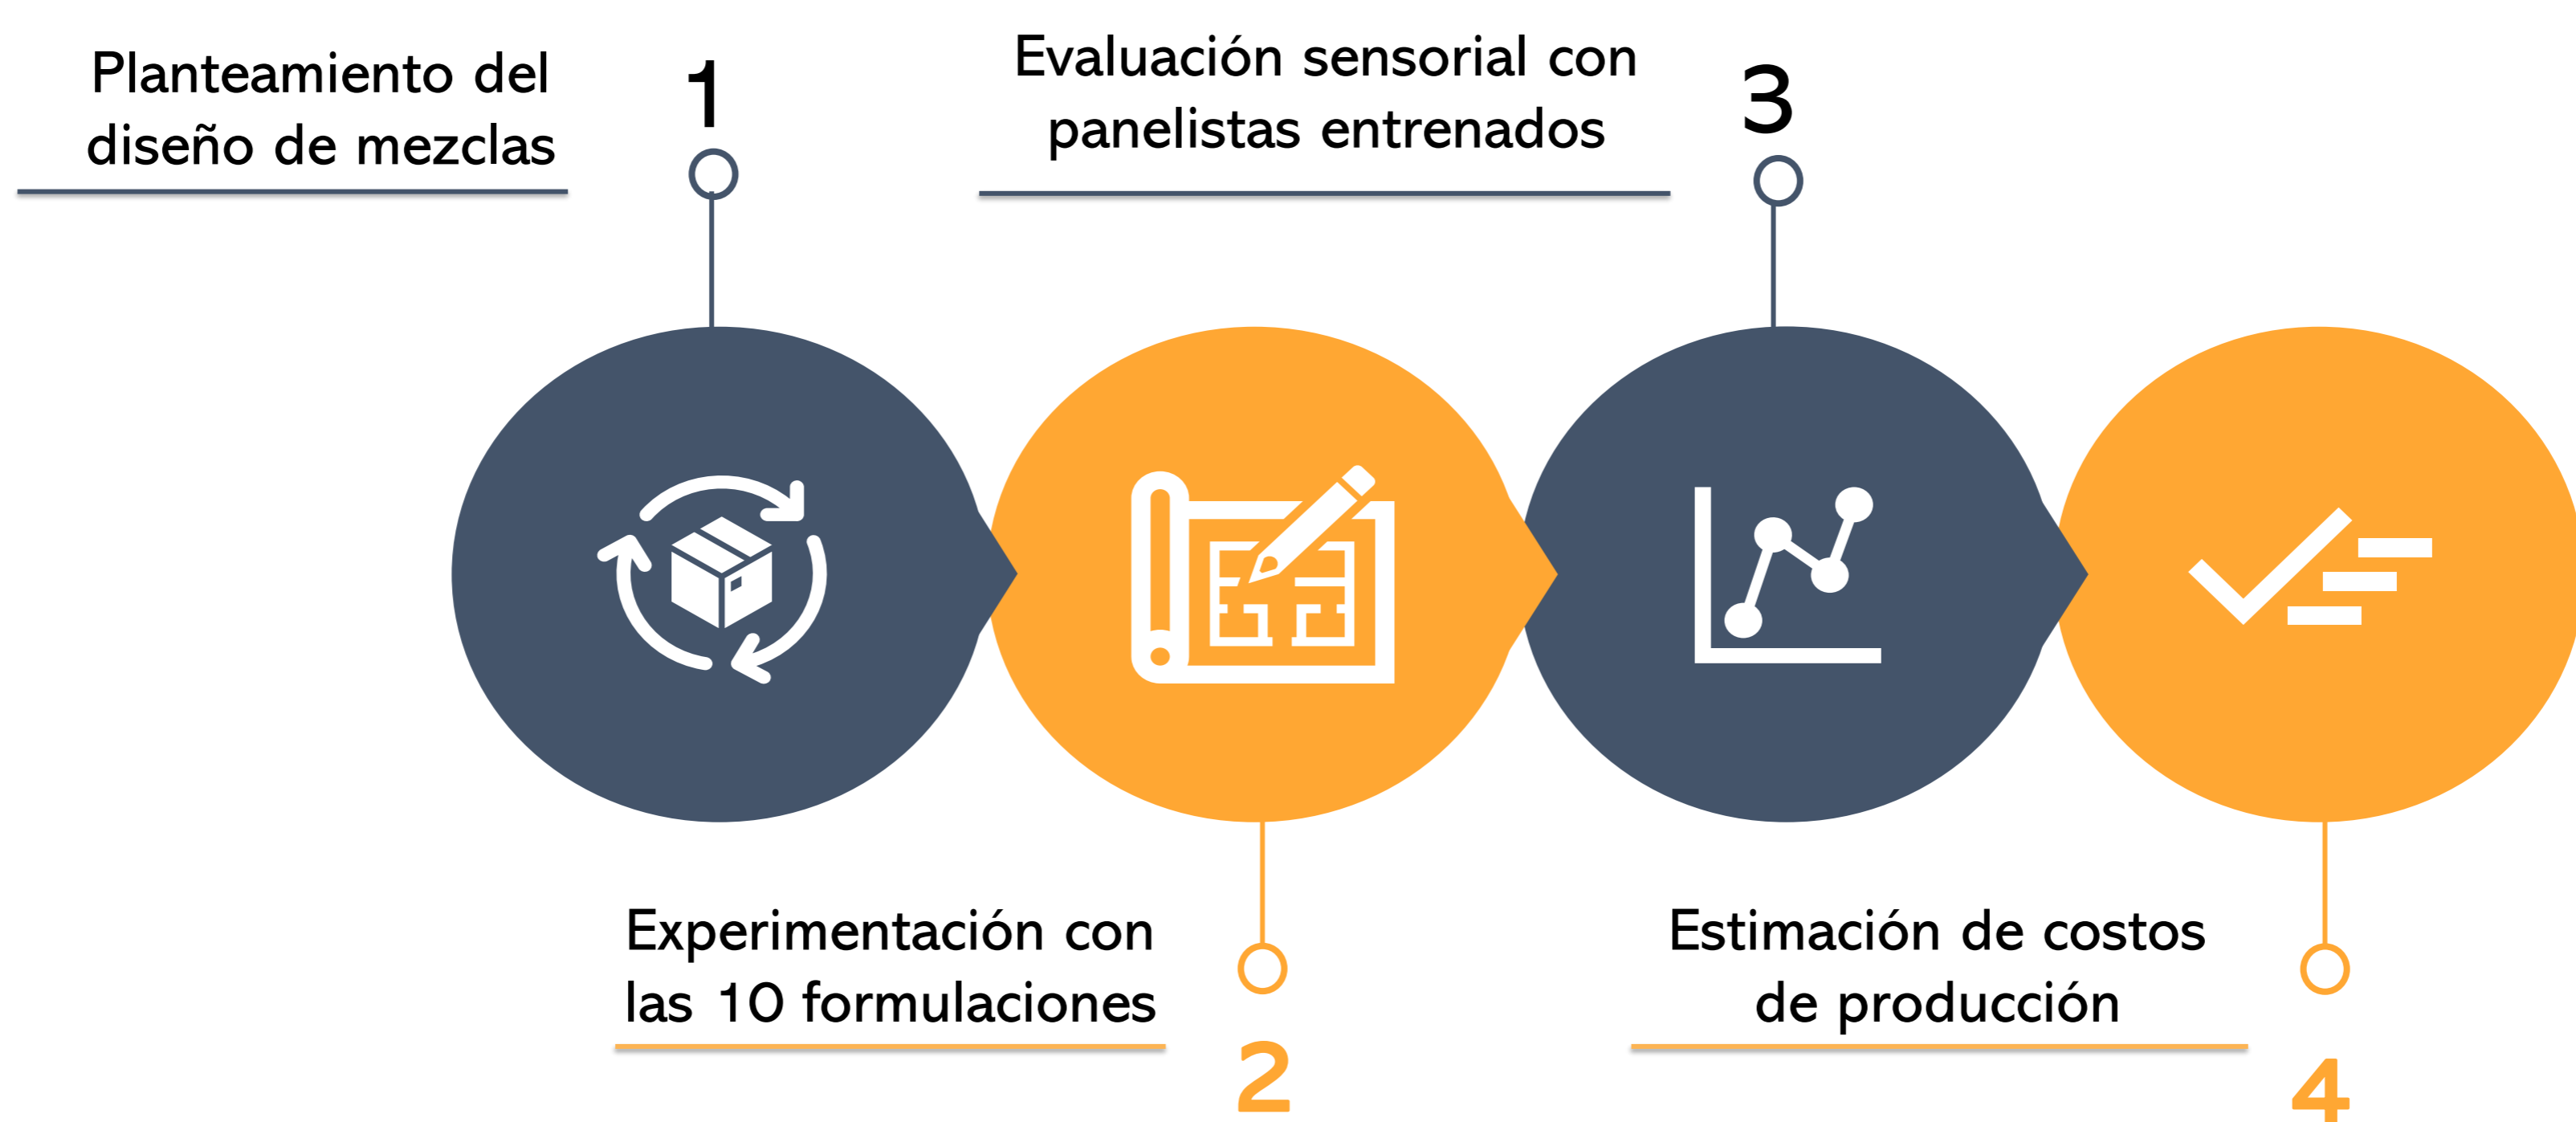 Planteamiento del
diseño de mezclas
1
Evaluación sensorial con
panelistas entrenados
3
Experimentación con
las 10 formulaciones
2
Estimación de costos
de producción
4